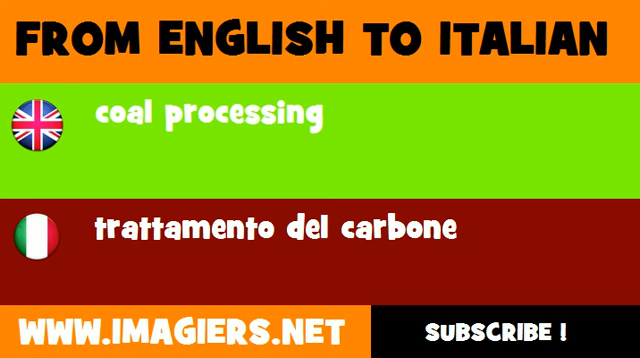 FROM ENGLISH TO ITALIAN
coal processing
trattamento del carbone
WWW.IMAGIERS.NET
SUBSCRIBE !